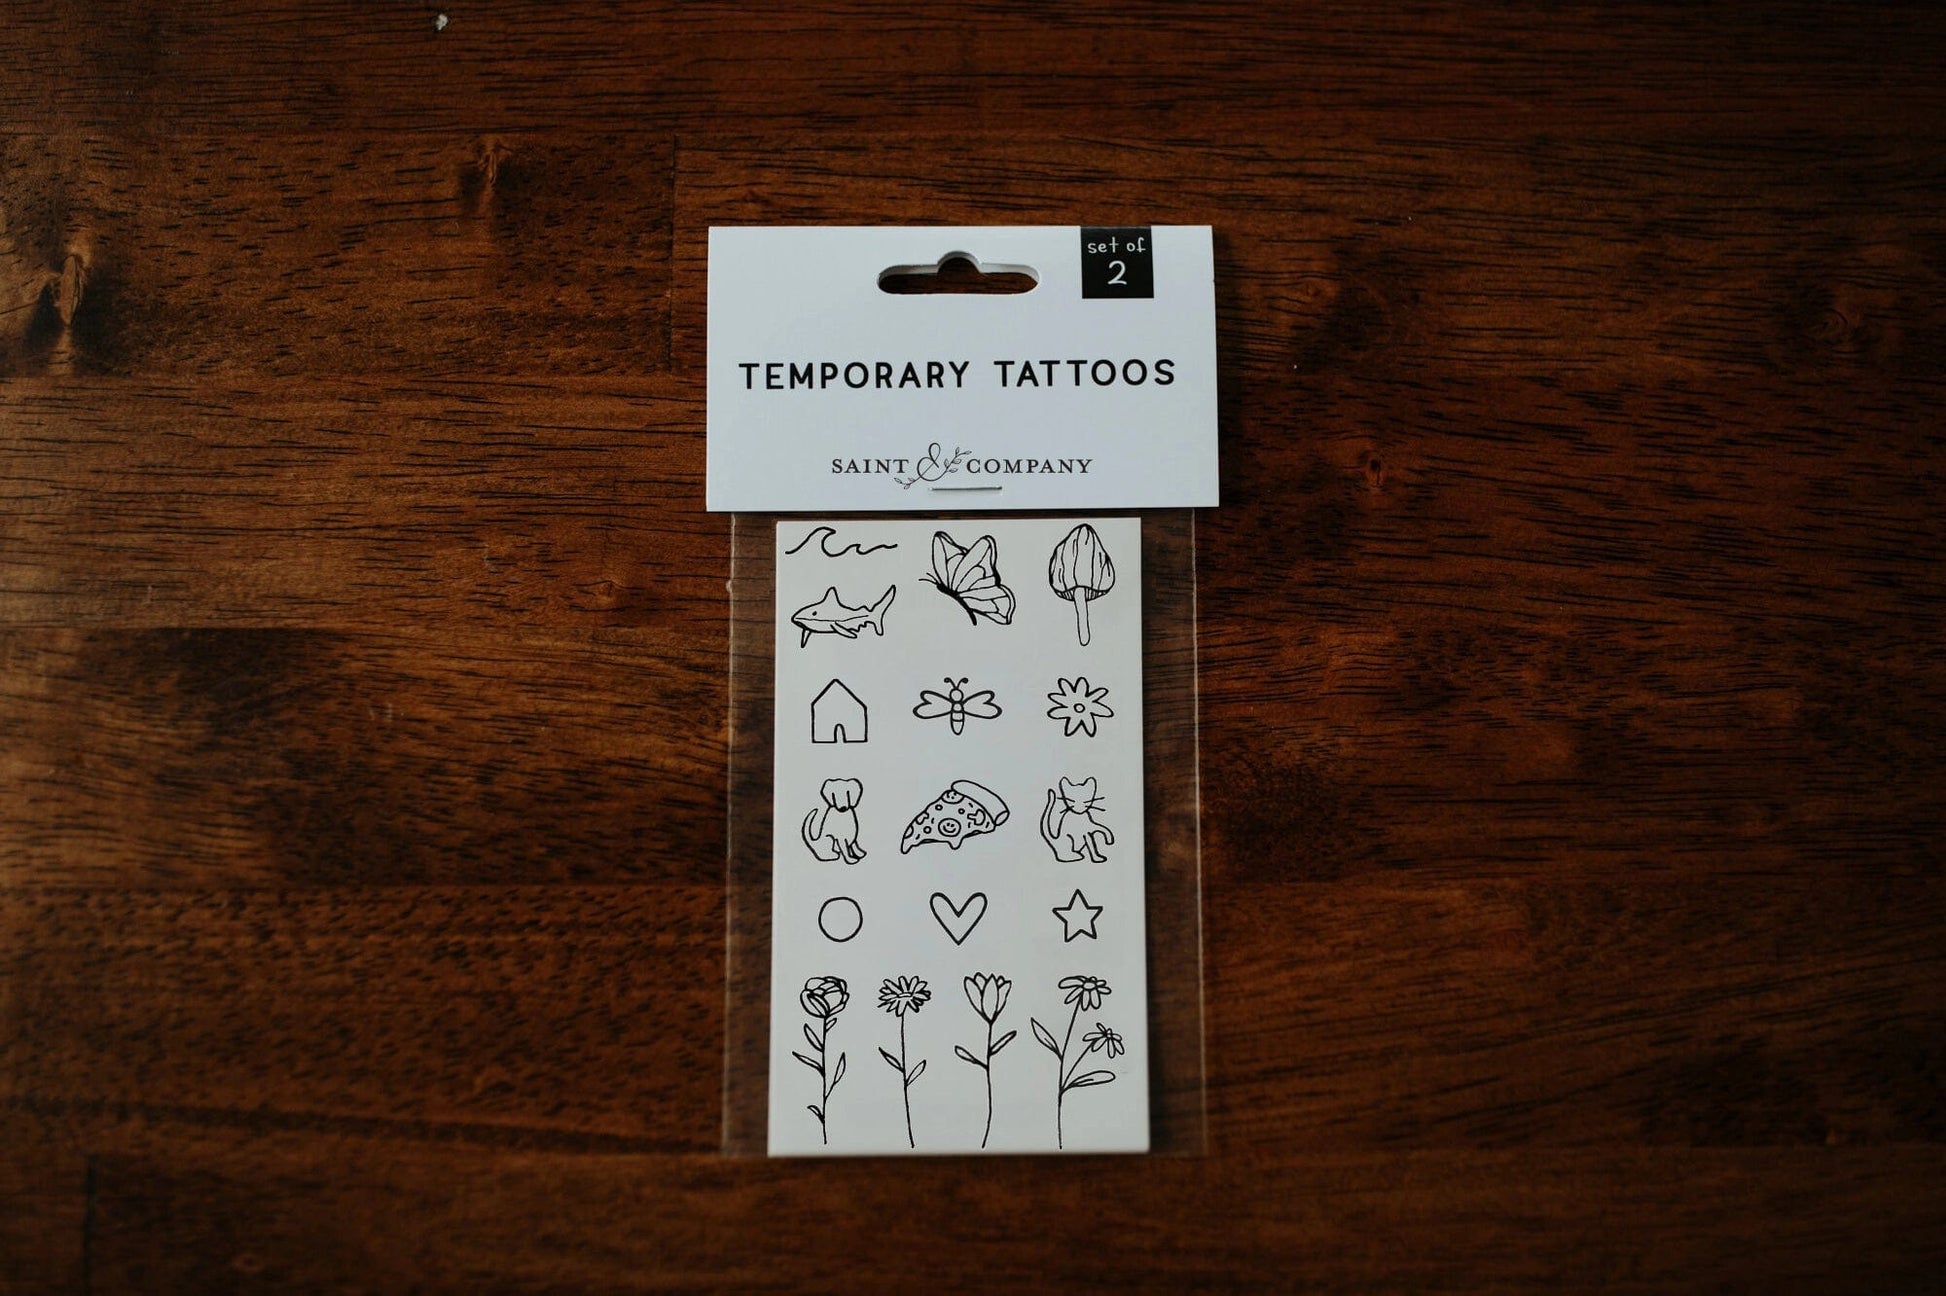 set of
2
TEMPORARY TATTOOS
SAINT & COMPANY